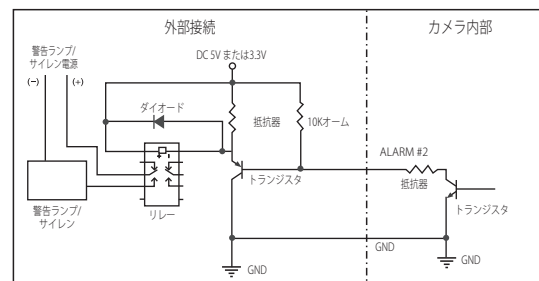 外部接続
カメラ内部
警告ランプ/
サイレン電源
(−)
(+)
DC 5V または3.3V
ダイオード
抵抗器
10Kオーム
ALARM #2
トランジスタ
抵抗器
トランジスタ
リレー
警告ランプ/
サイレン
GND
GND
GND